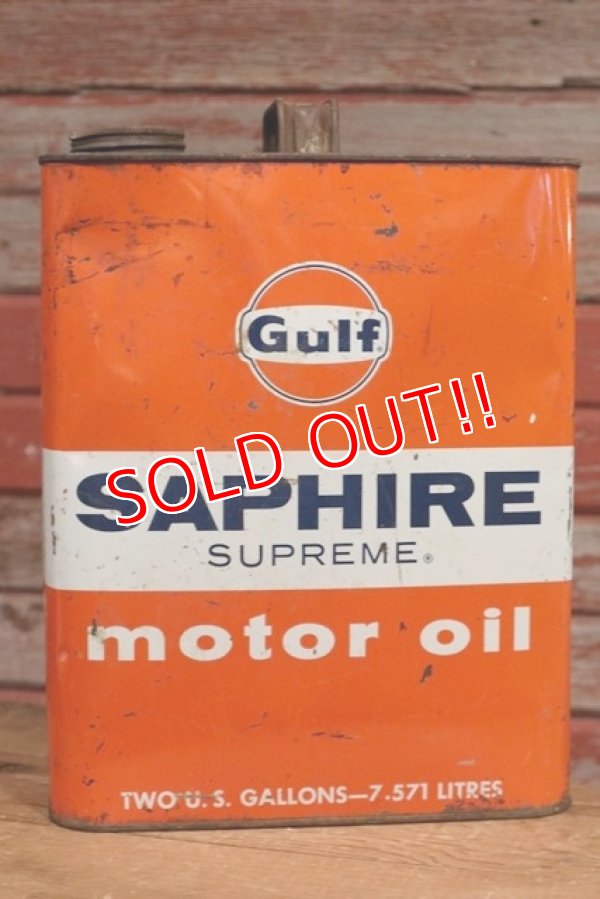 Gulf®
SOLD OUT!!
SAPHIRE
SUPREME®
motor oil
TWO U.S. GALLONS—7.571 LITRES